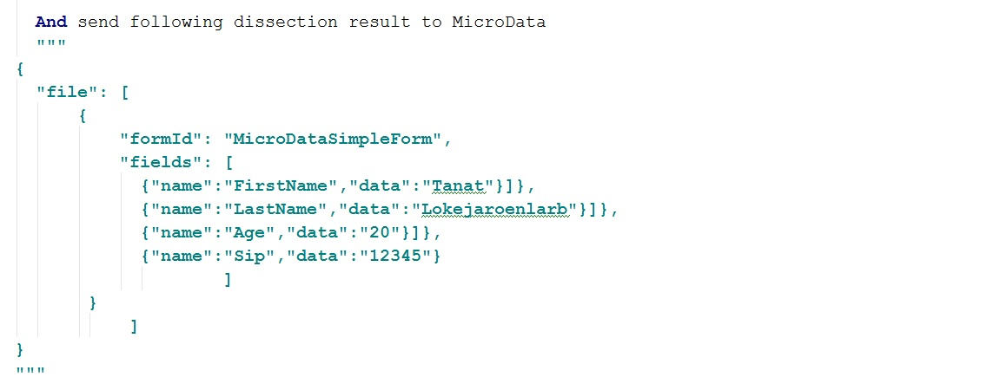 And send following dissection result to MicroData
"""
{
"file": [
{
"formId": "MicroDataSimpleForm",
"fields": [
{"name":"FirstName","data":"Tanat"}]},
{"name":"LastName","data":"Lokejaroenlarb"}]},
{"name":"Age","data":"20"}]},
{"name":"Sip","data":"12345"}
]
}
]
}
"""